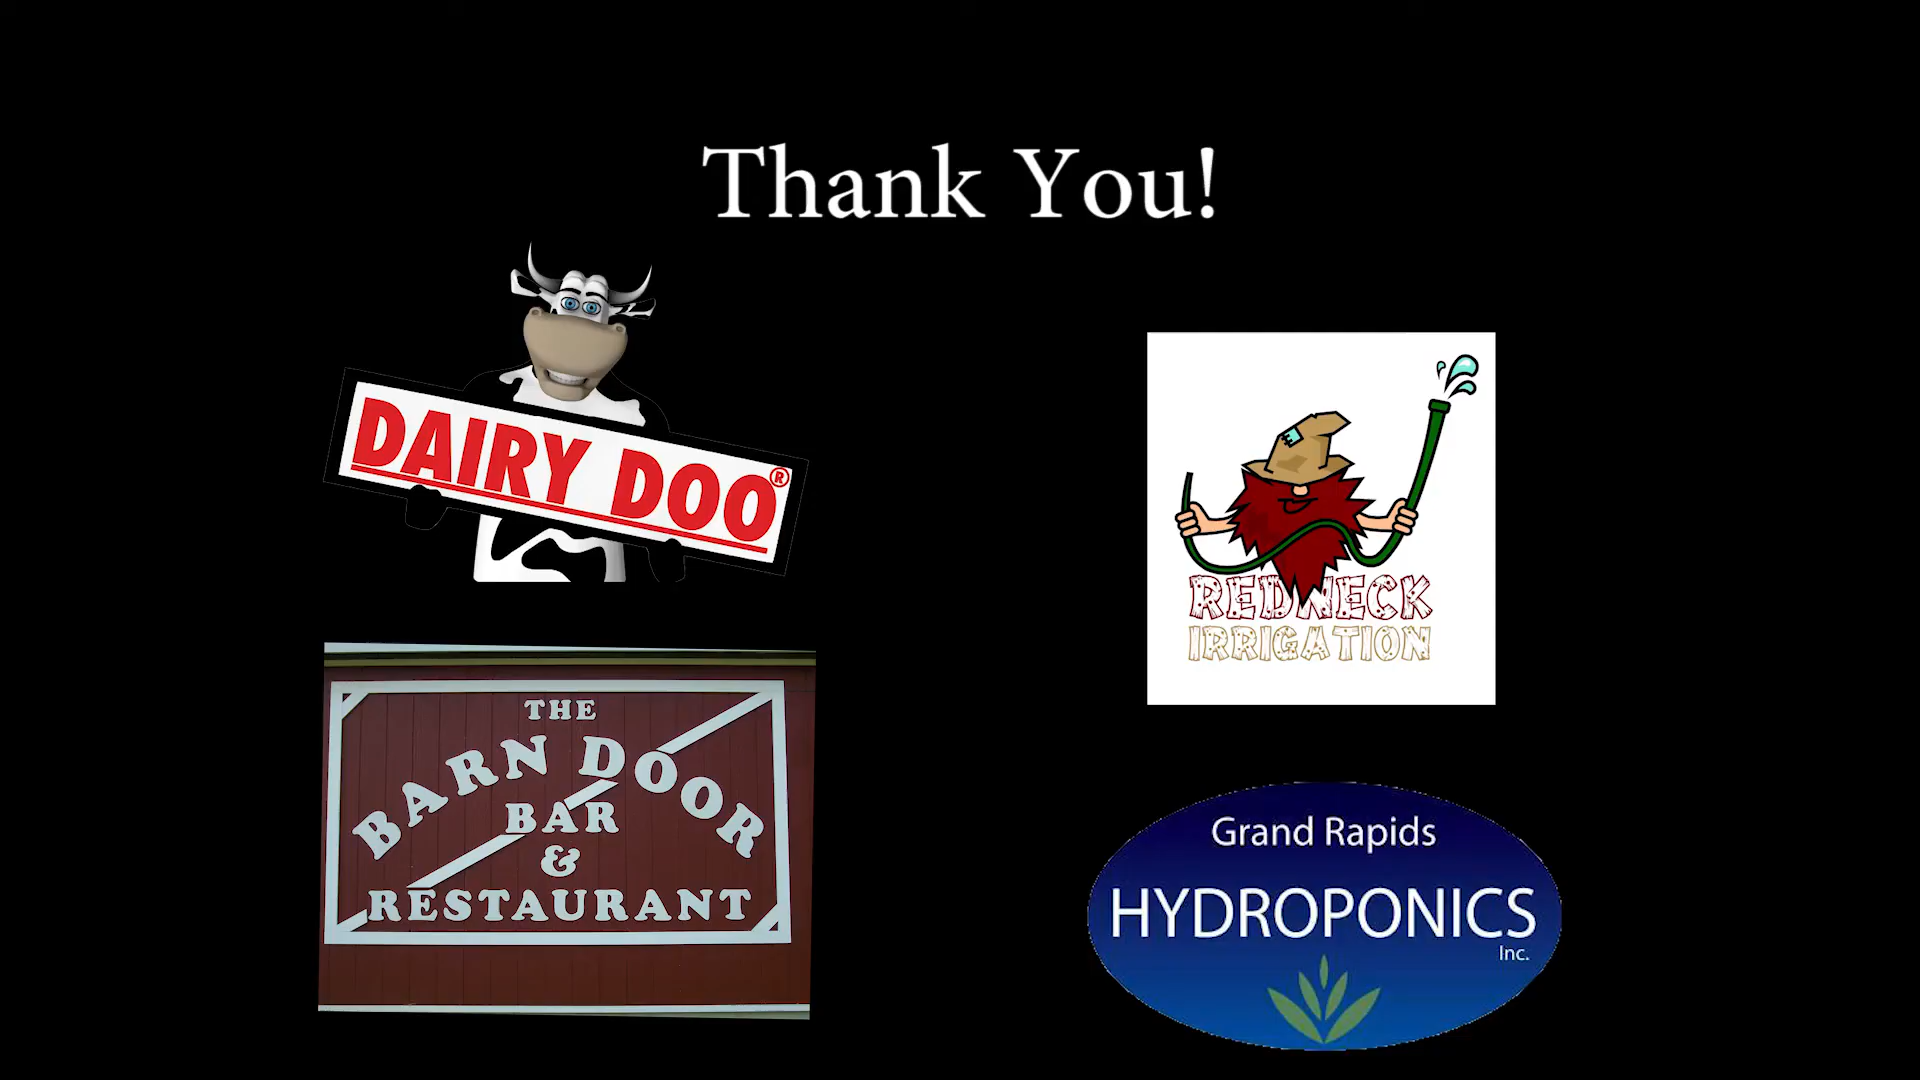 Thank You!
DAIRY DOO®
REDNECK
IRRIGATION
THE
BARN DOOR
BAR
&
RESTAURANT
Grand Rapids
HYDROPONICS
Inc.